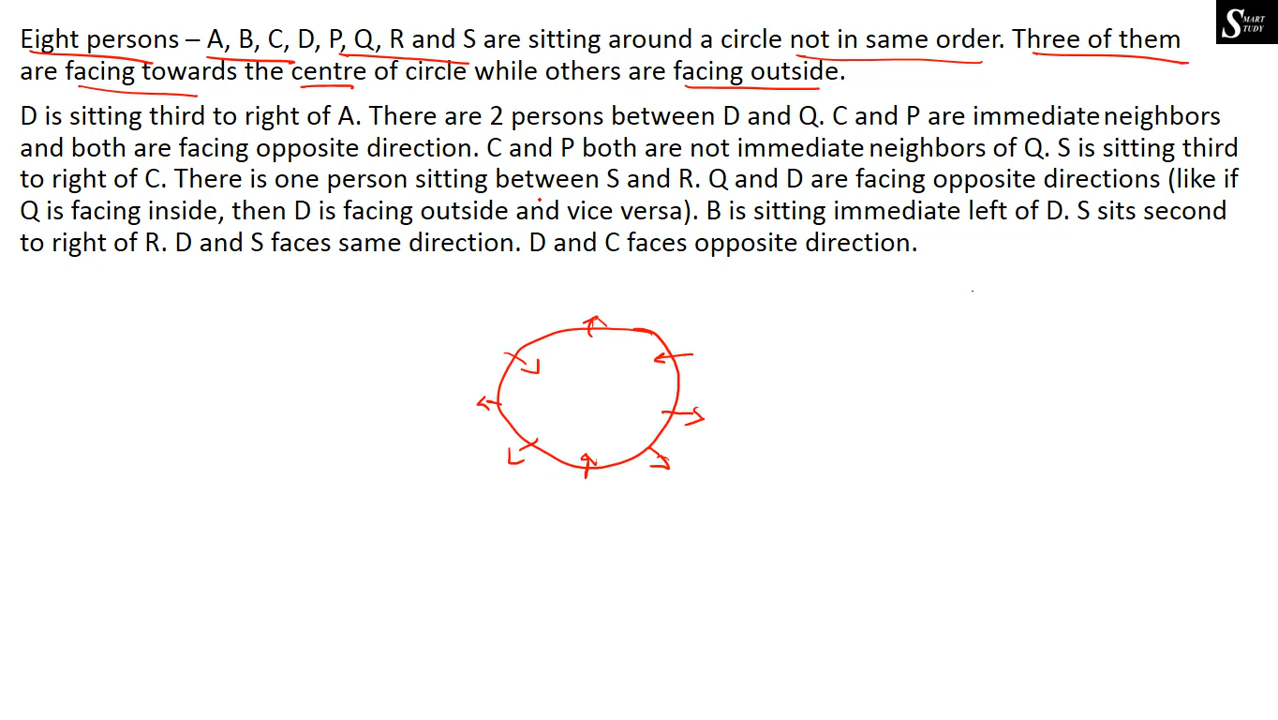 SMART STUDY
Eight persons – A, B, C, D, P, Q, R and S are sitting around a circle not in same order. Three of them
are facing towards the centre of circle while others are facing outside.
D is sitting third to right of A. There are 2 persons between D and Q. C and P are immediate neighbors
and both are facing opposite direction. C and P both are not immediate neighbors of Q. S is sitting third
to right of C. There is one person sitting between S and R. Q and D are facing opposite directions (like if
Q is facing inside, then D is facing outside and vice versa). B is sitting immediate left of D. S sits second
to right of R. D and S faces same direction. D and C faces opposite direction.